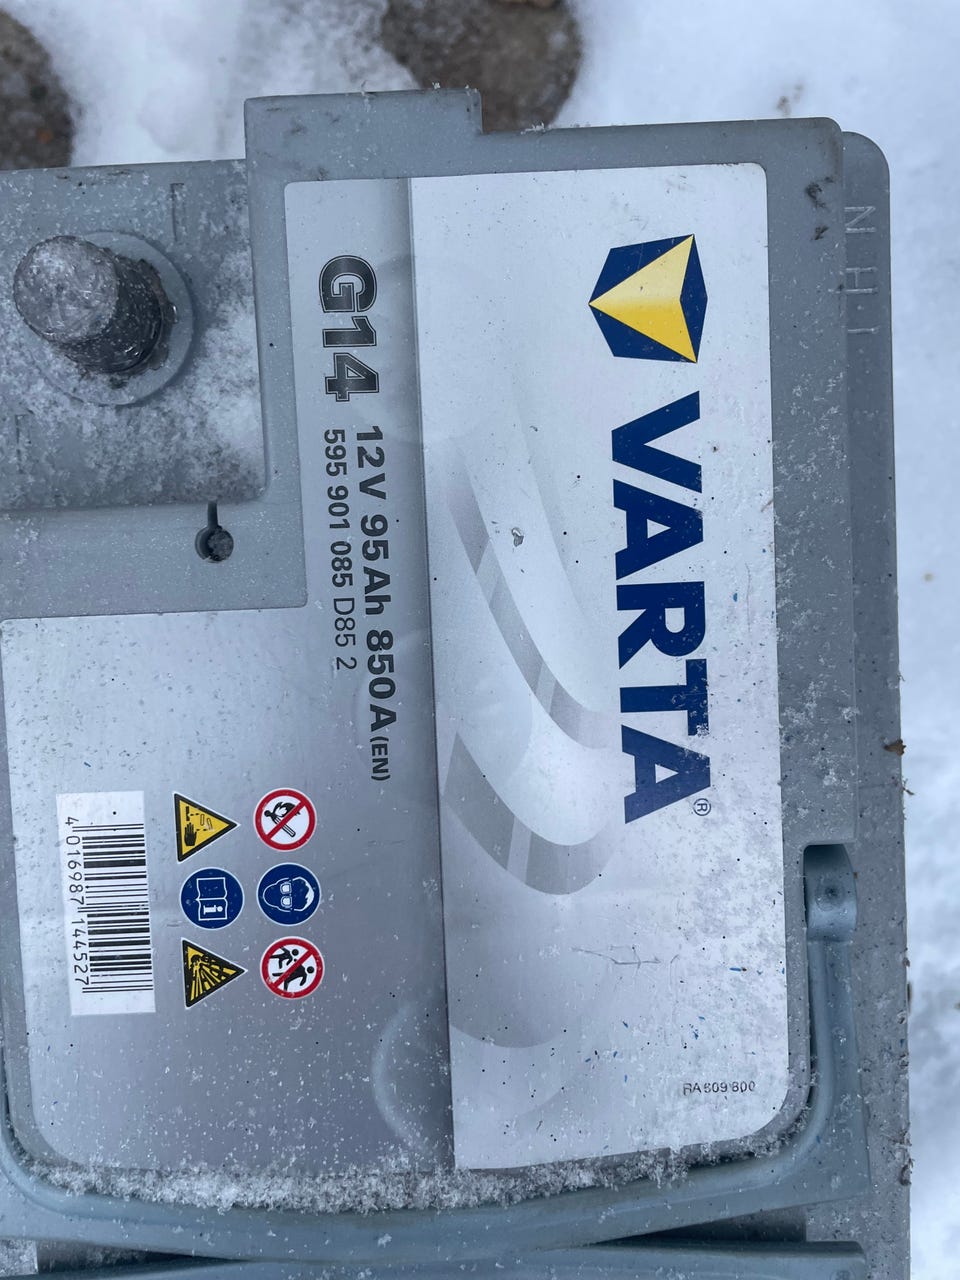 VARTA®
G14 12V 95Ah 850A (EN)
595 901 085 D85 2
4 016987 144527
RA 609 800